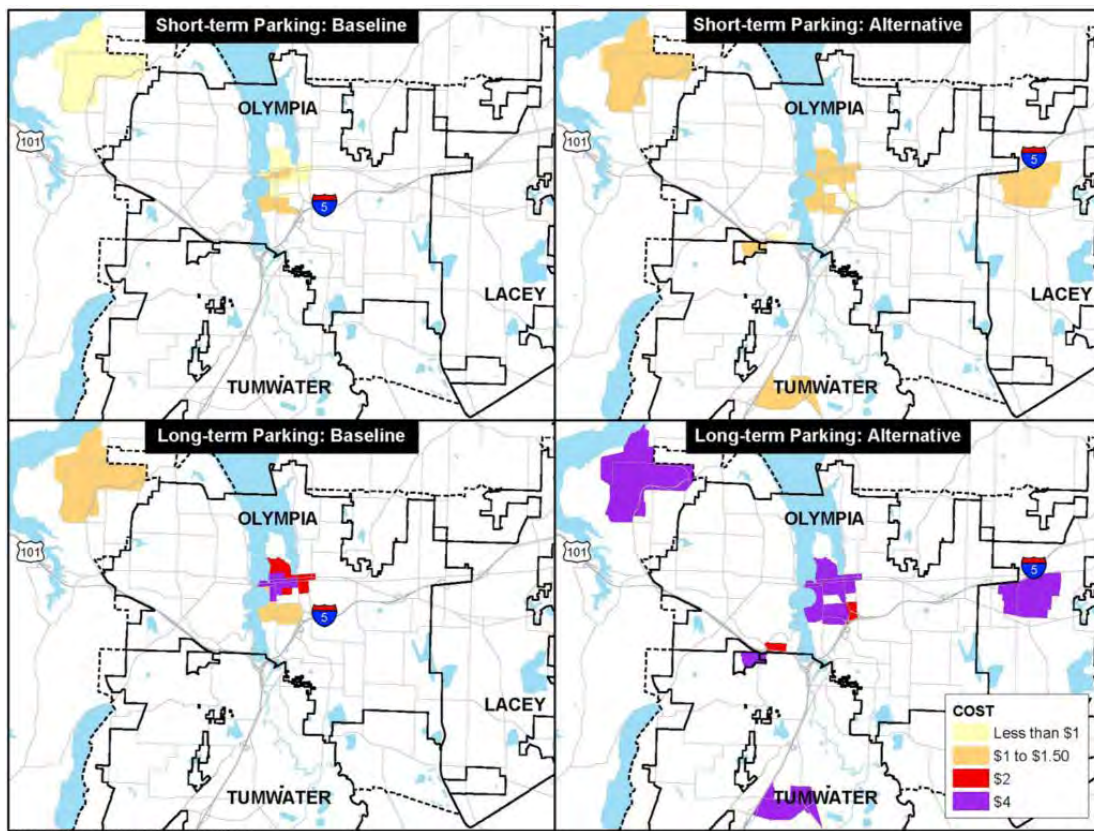 Short-term Parking: Baseline
OLYMPIA
101
5
LACEY
TUMWATER
Short-term Parking: Alternative
OLYMPIA
101
5
LACEY
TUMWATER
Long-term Parking: Baseline
OLYMPIA
101
5
LACEY
TUMWATER
Long-term Parking: Alternative
OLYMPIA
101
5
TUMWATER
COST
Less than $1
$1 to $1.50
$2
$4